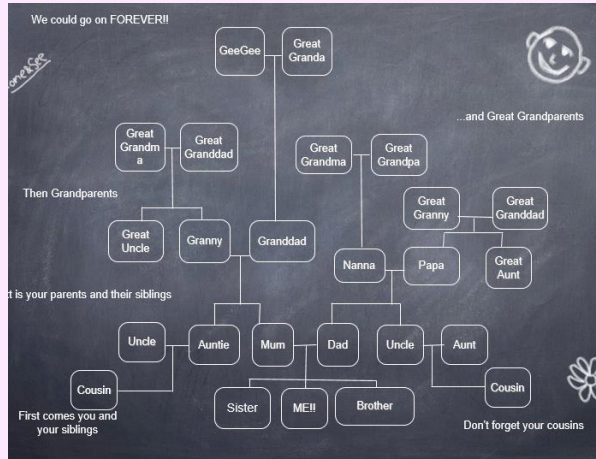 We could go on FOREVER!!
GeeGee
Great
Granda
...and Great Grandparents
Great
Grandm
a
Great
Granddad
Great
Grandma
Great
Grandpa
Then Grandparents
Great
Granny
Great
Granddad
Great
Uncle
Granny
Granddad
Nanna
Papa
Great
Aunt
t is your parents and their siblings
Uncle
Auntie
Mum
Dad
Uncle
Aunt
Cousin
Cousin
Sister
ME!!
Brother
First comes you and
your siblings
Don't forget your cousins